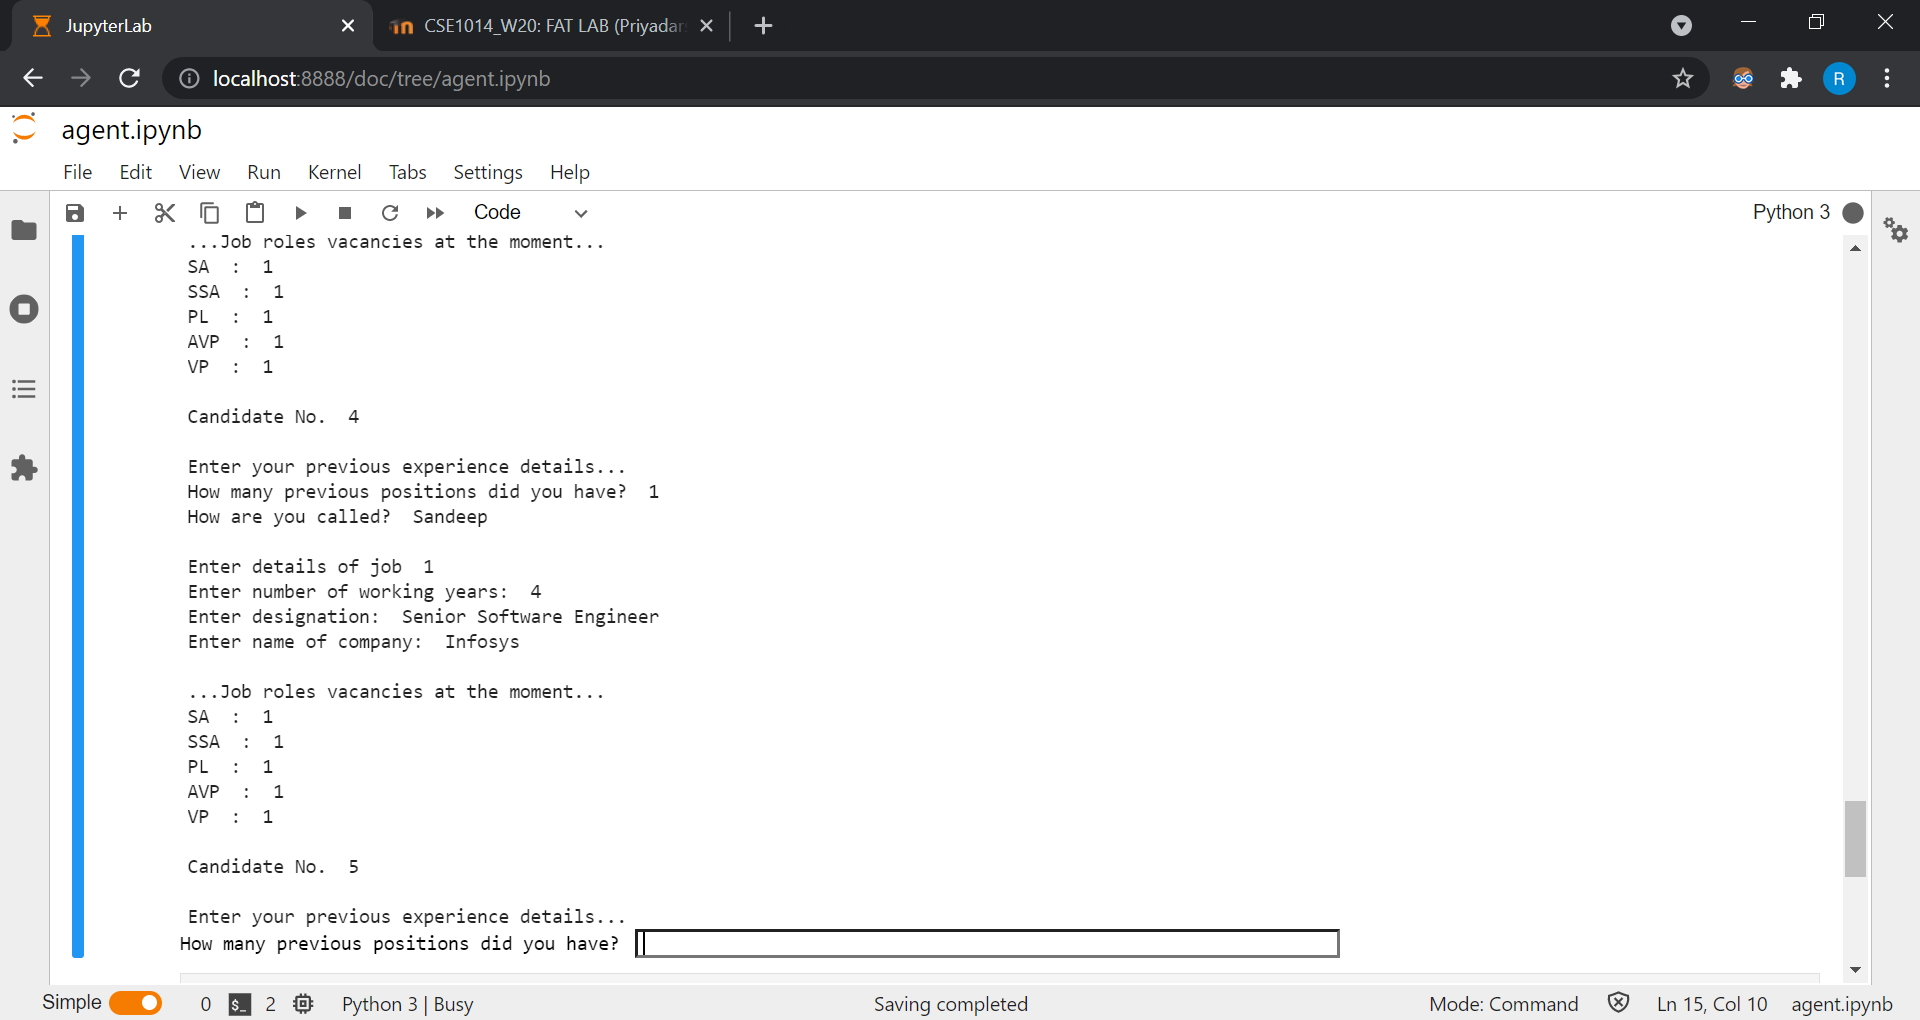 JupyterLab
CSE1014_W20: FAT LAB (Priyadar
localhost:8888/doc/tree/agent.ipynb
R
agent.ipynb
File Edit View Run Kernel Tabs Settings Help
Code
Python 3
...Job roles vacancies at the moment...
SA : 1
SSA : 1
PL : 1
AVP : 1
VP : 1
Candidate No. 4
Enter your previous experience details...
How many previous positions did you have? 1
How are you called? Sandeep
Enter details of job 1
Enter number of working years: 4
Enter designation: Senior Software Engineer
Enter name of company: Infosys
...Job roles vacancies at the moment...
SA : 1
SSA : 1
PL : 1
AVP : 1
VP : 1
Candidate No. 5
Enter your previous experience details...
How many previous positions did you have?
Simple 0 $_ 2 Python 3 | Busy Saving completed Mode: Command Ln 15, Col 10 agent.ipynb